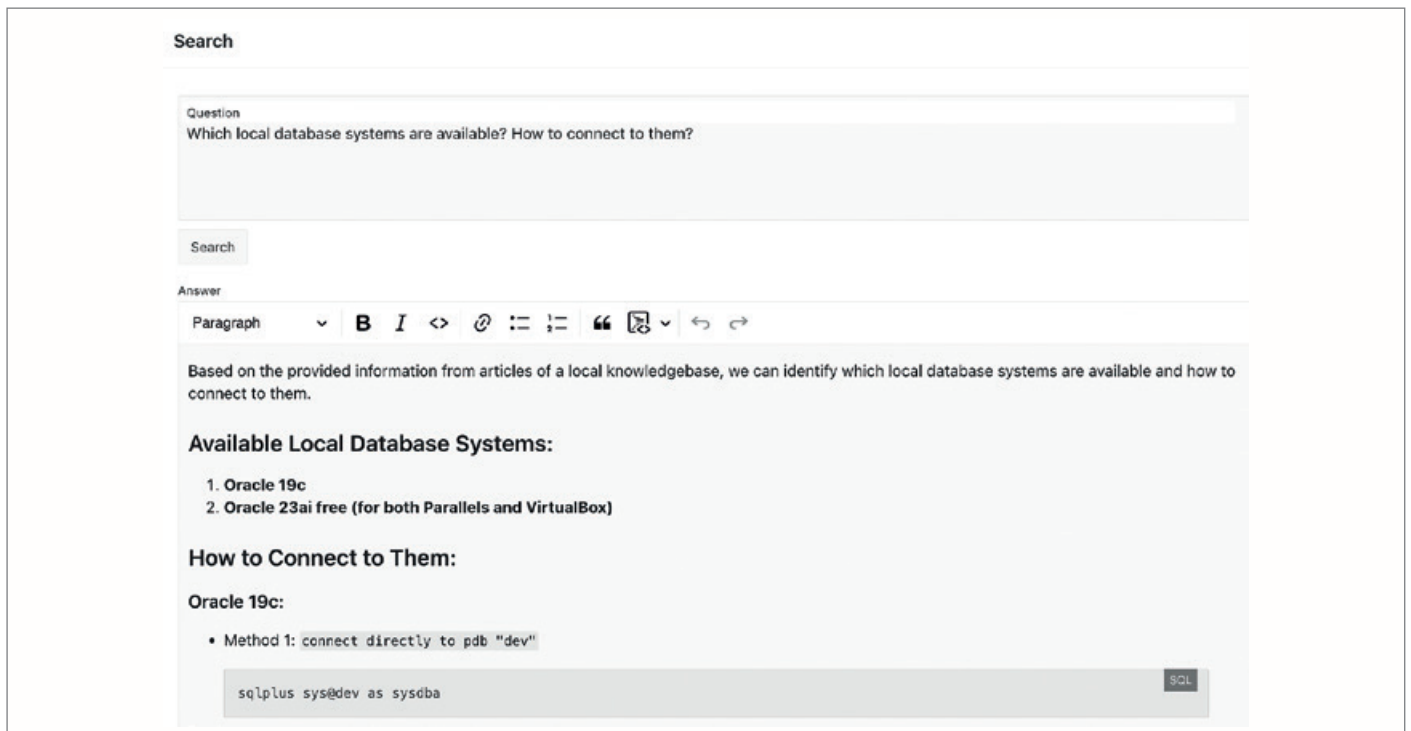 Search
Question
Which local database systems are available? How to connect to them?
Search
Answer
Paragraph
Based on the provided information from articles of a local knowledgebase, we can identify which local database systems are available and how to
connect to them.
Available Local Database Systems:
1. Oracle 19c
2. Oracle 23ai free (for both Parallels and VirtualBox)
How to Connect to Them:
Oracle 19c:
• Method 1: connect directly to pdb "dev"
SQL
sqlplus sys@dev as sysdba